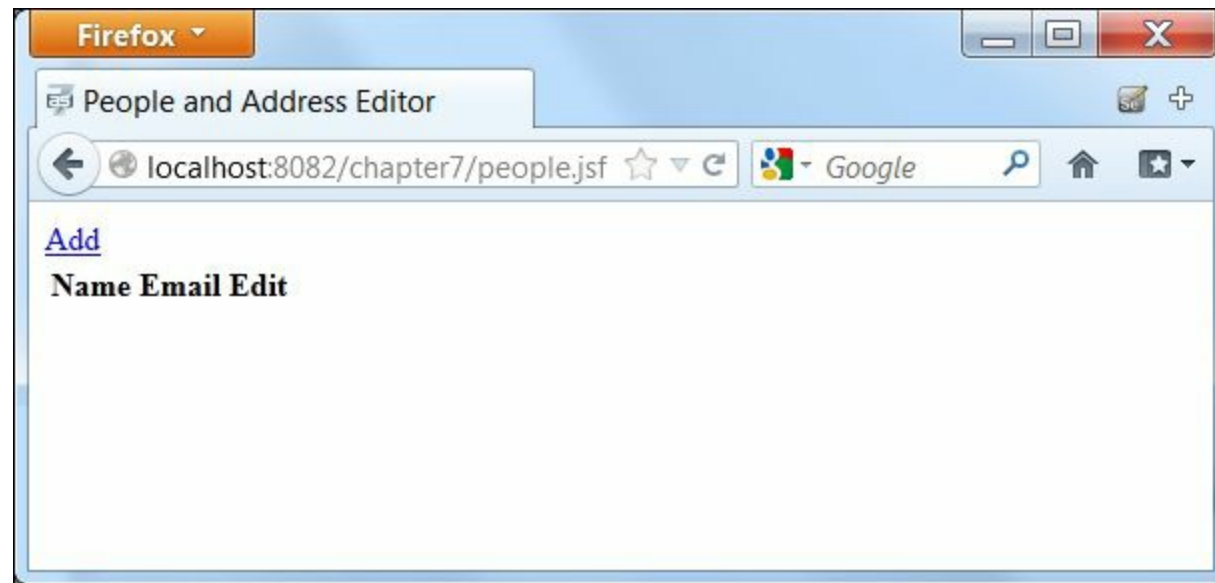 Firefox
People and Address Editor
localhost:8082/chapter7/people.jsf Google
Add
Name Email Edit